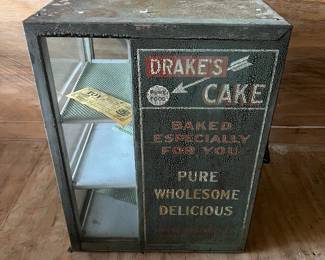 DRAKE'S
CAKE
BAKED
ESPECIALLY
FOR YOU
PURE
WHOLESOME
DELICIOUS